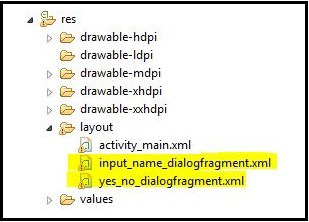 res
drawable-hdpi
drawable-ldpi
drawable-mdpi
drawable-xhdpi
drawable-xxhdpi
layout
activity_main.xml
input_name_dialogfragment.xml
yes_no_dialogfragment.xml
values